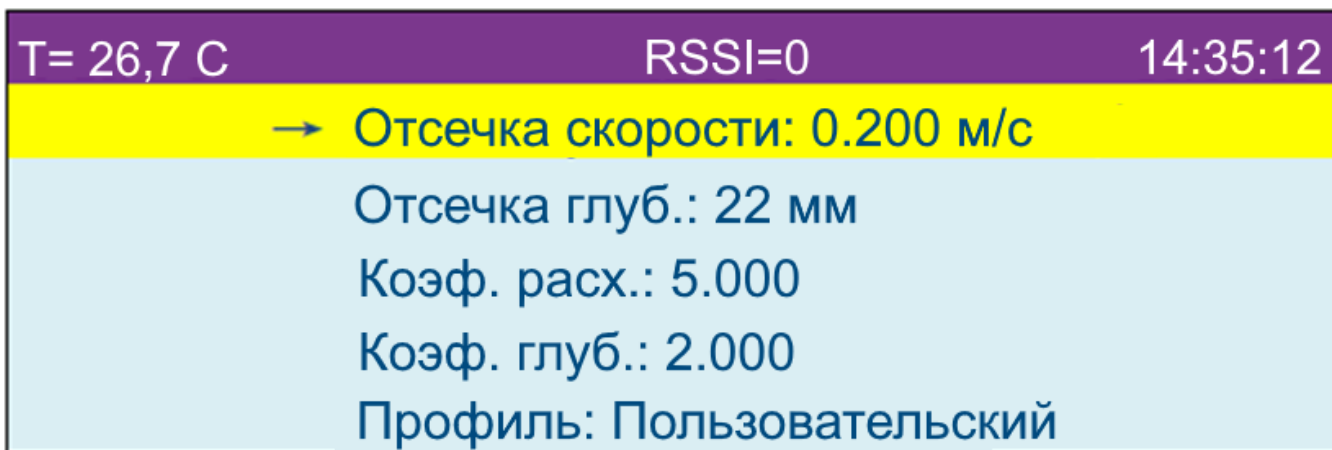 T= 26,7 C RSSI=0 14:35:12
→ Отсечка скорости: 0.200 м/с
Отсечка глуб.: 22 мм
Коэф. расх.: 5.000
Коэф. глуб.: 2.000
Профиль: Пользовательский